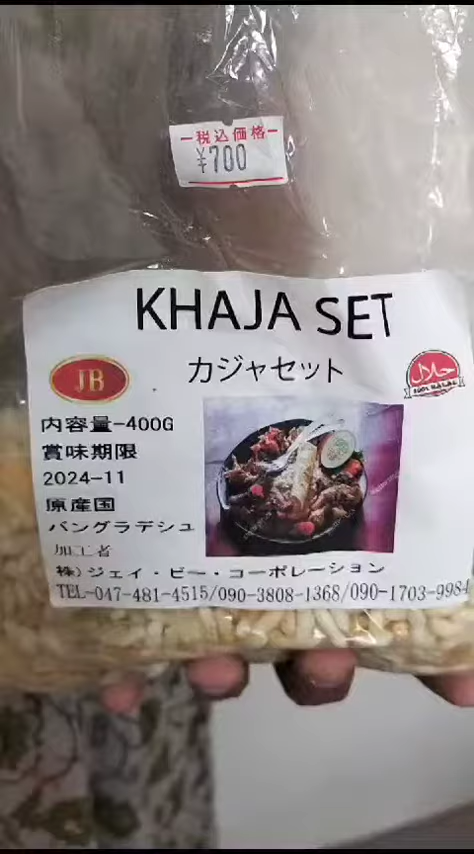 税込価格
¥700
KHAJA SET
カジャセット
JB
حلال
100% HALAL
内容量-400G
賞味期限
2024-11
原産国
バングラデシュ
加工者
株)ジェイ・ビー・コーポレーション
TEL-047-481-4515/090-3808-1368/090-1703-9984